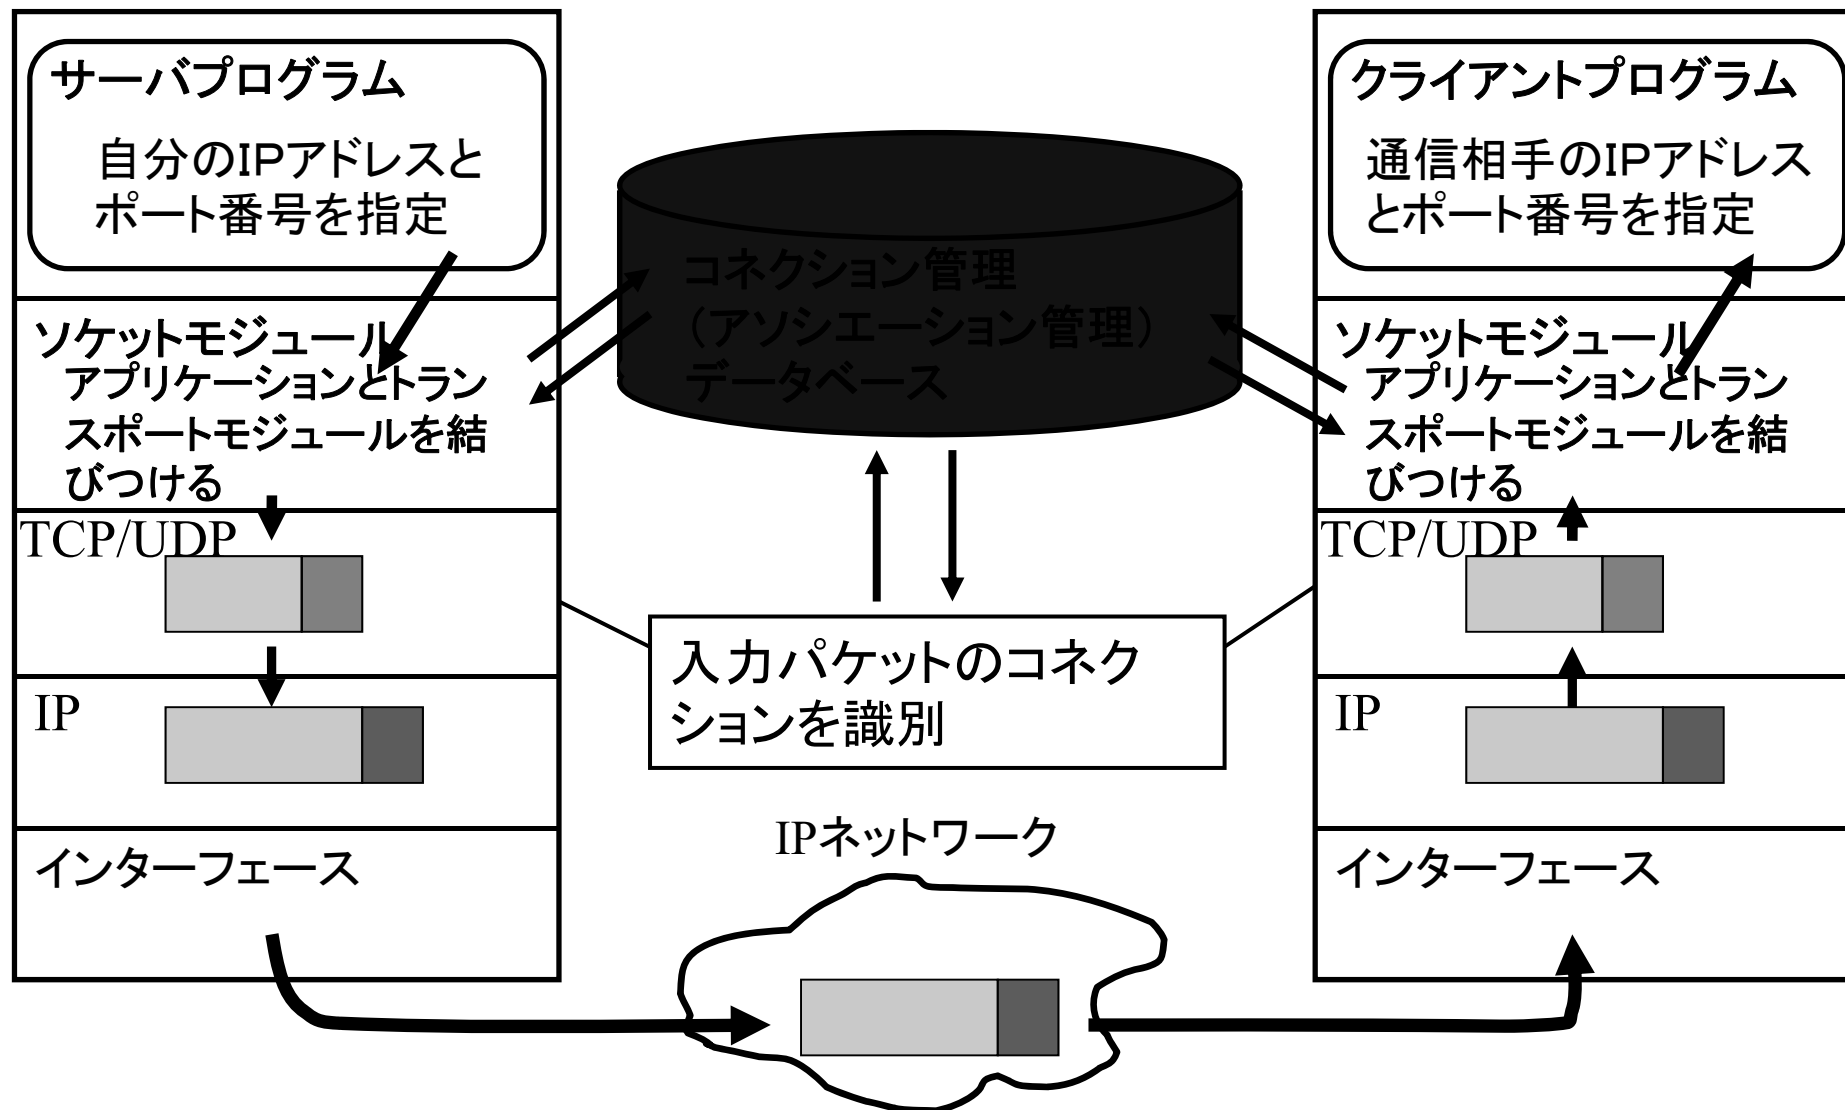 サーバプログラム
自分のIPアドレスと
ポート番号を指定
ソケットモジュール
アプリケーションとトラン
スポートモジュールを結
びつける
TCP/UDP
IP
インターフェース
コネクション管理
（アソシエーション管理）
データベース
入力パケットのコネク
ションを識別
IPネットワーク
クライアントプログラム
通信相手のIPアドレス
とポート番号を指定
ソケットモジュール
アプリケーションとトラン
スポートモジュールを結
びつける
TCP/UDP
IP
インターフェース